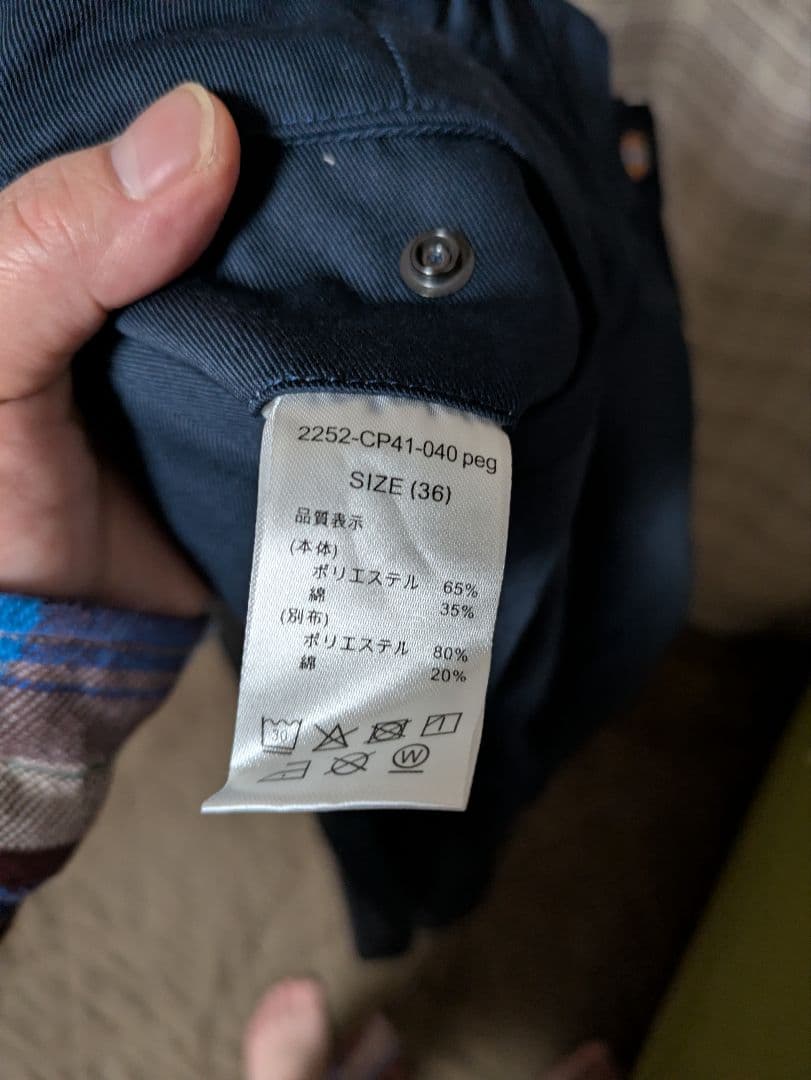 2252-CP41-040 peg
SIZE (36)
品質表示
(本体)
ポリエステル 65%
綿 35%
(別布)
ポリエステル 80%
綿 20%
30
W